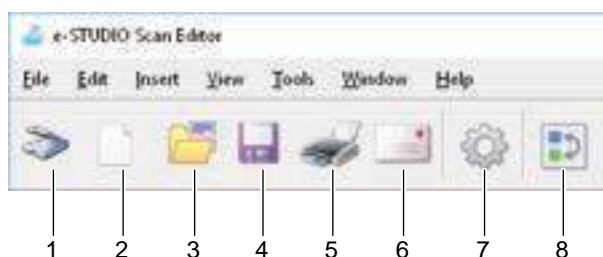 e-STUDIO Scan Editor
File Edit Insert View Tools Window Help
1 2 3 4 5 6 7 8